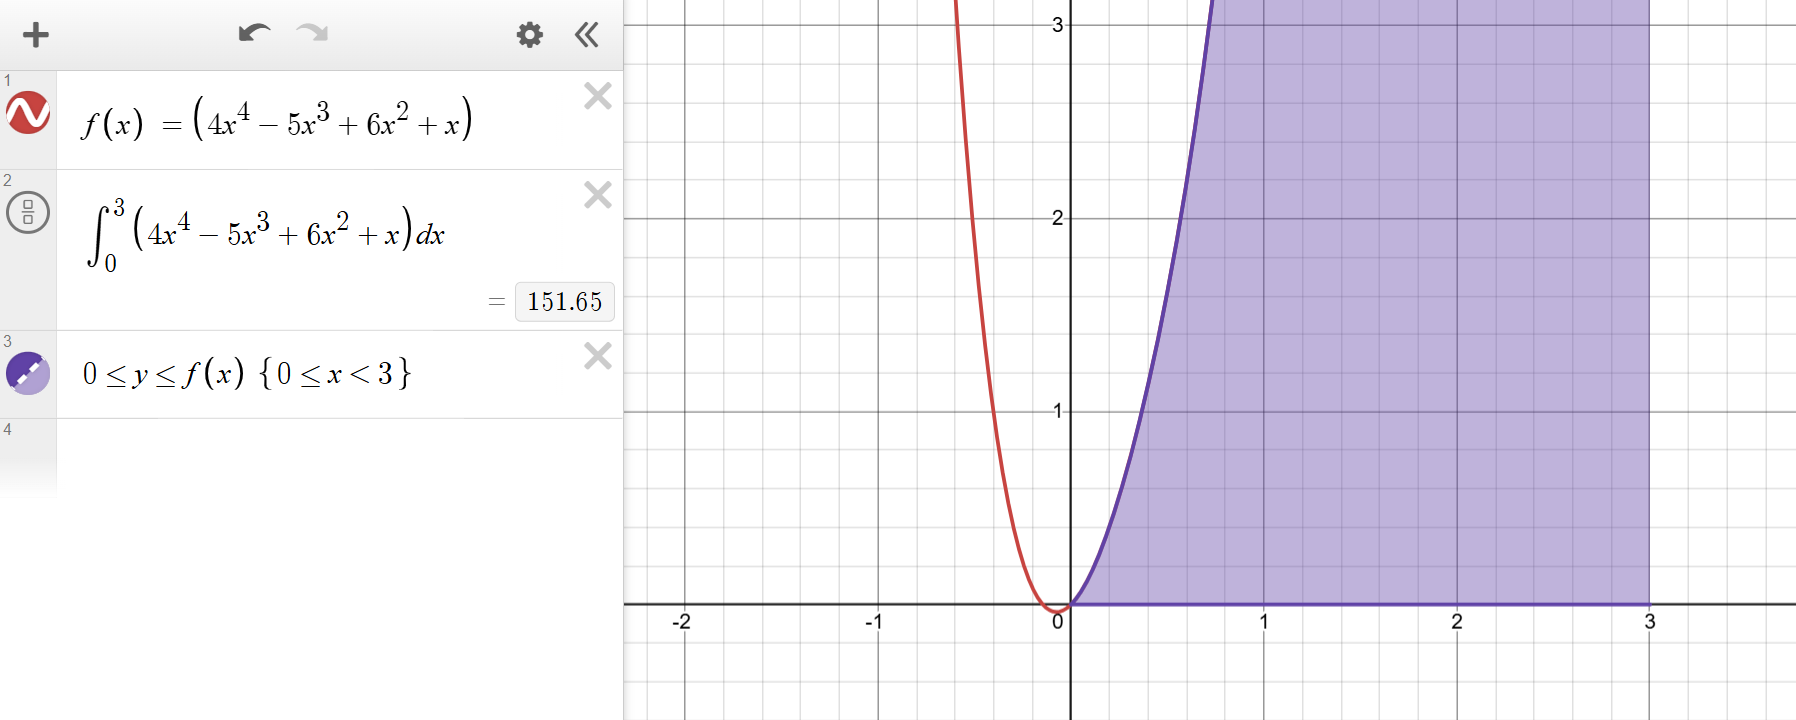 1
f(x) = (4x⁴ − 5x³ + 6x² + x)
2
∫₀³ (4x⁴ − 5x³ + 6x² + x)dx
= 151.65
3
0 ≤ y ≤ f(x) {0 ≤ x < 3}
4
3
2
1
-2 -1 0 1 2 3